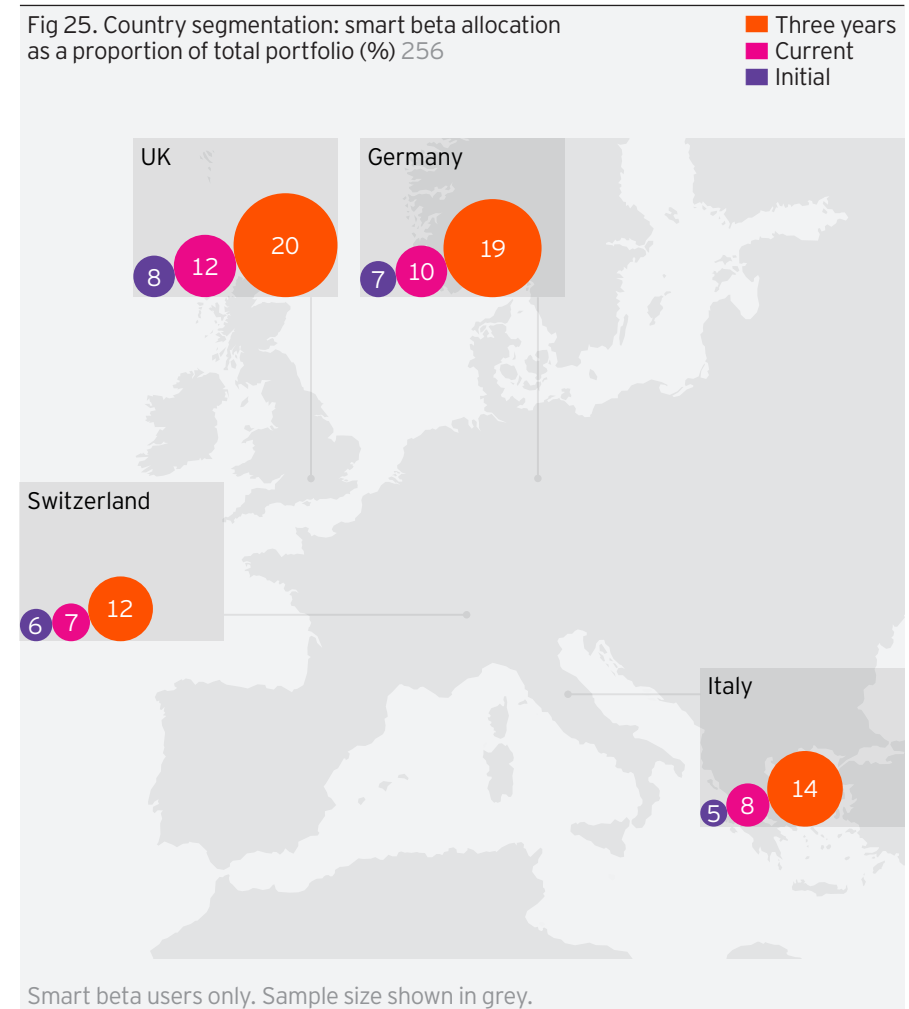 Fig 25. Country segmentation: smart beta allocation
as a proportion of total portfolio (%) 256
Three years
Current
Initial
UK
8 12 20
Germany
7 10 19
Switzerland
6 7 12
Italy
5 8 14
Smart beta users only. Sample size shown in grey.